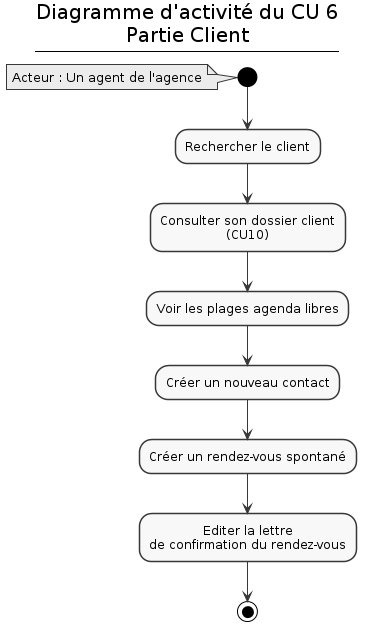 Diagramme d'activité du CU 6
Partie Client
Acteur : Un agent de l'agence
Rechercher le client
Consulter son dossier client
(CU10)
Voir les plages agenda libres
Créer un nouveau contact
Créer un rendez-vous spontané
Editer la lettre
de confirmation du rendez-vous